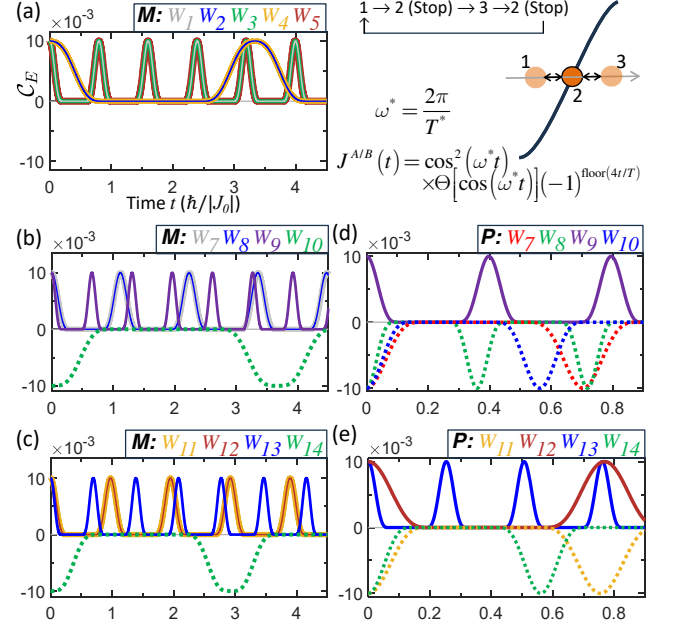 (a)
M: W1 W2 W3 W4 W5
×10⁻³
10
0
-10
C_E
0 1 2 3 4
Time t (ħ/|J₀|)
1 → 2 (Stop) → 3 → 2 (Stop)
1 3
2
ω* = 2π / T*
J^{A/B}(t) = cos²(ω*t)
×Θ[cos(ω*t)](-1)^{floor(4t/T)}
(b)
M: W7 W8 W9 W10
×10⁻³
10
0
-10
0 1 2 3 4
(d)
P: W7 W8 W9 W10
×10⁻³
10
0
-10
0 0.2 0.4 0.6 0.8
(c)
M: W11 W12 W13 W14
×10⁻³
10
0
-10
0 1 2 3 4
(e)
P: W11 W12 W13 W14
×10⁻³
10
0
-10
0 0.2 0.4 0.6 0.8